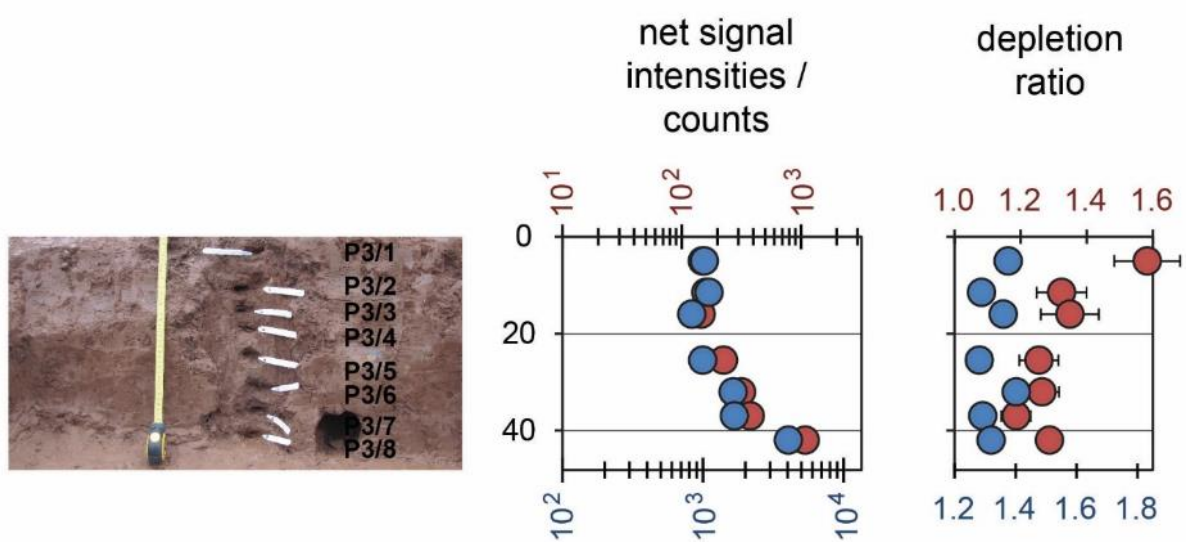 net signal
intensities /
counts
depletion
ratio
10¹ 10² 10³
1.0 1.2 1.4 1.6
0
20
40
P3/1
P3/2
P3/3
P3/4
P3/5
P3/6
P3/7
P3/8
10² 10³ 10⁴
1.2 1.4 1.6 1.8